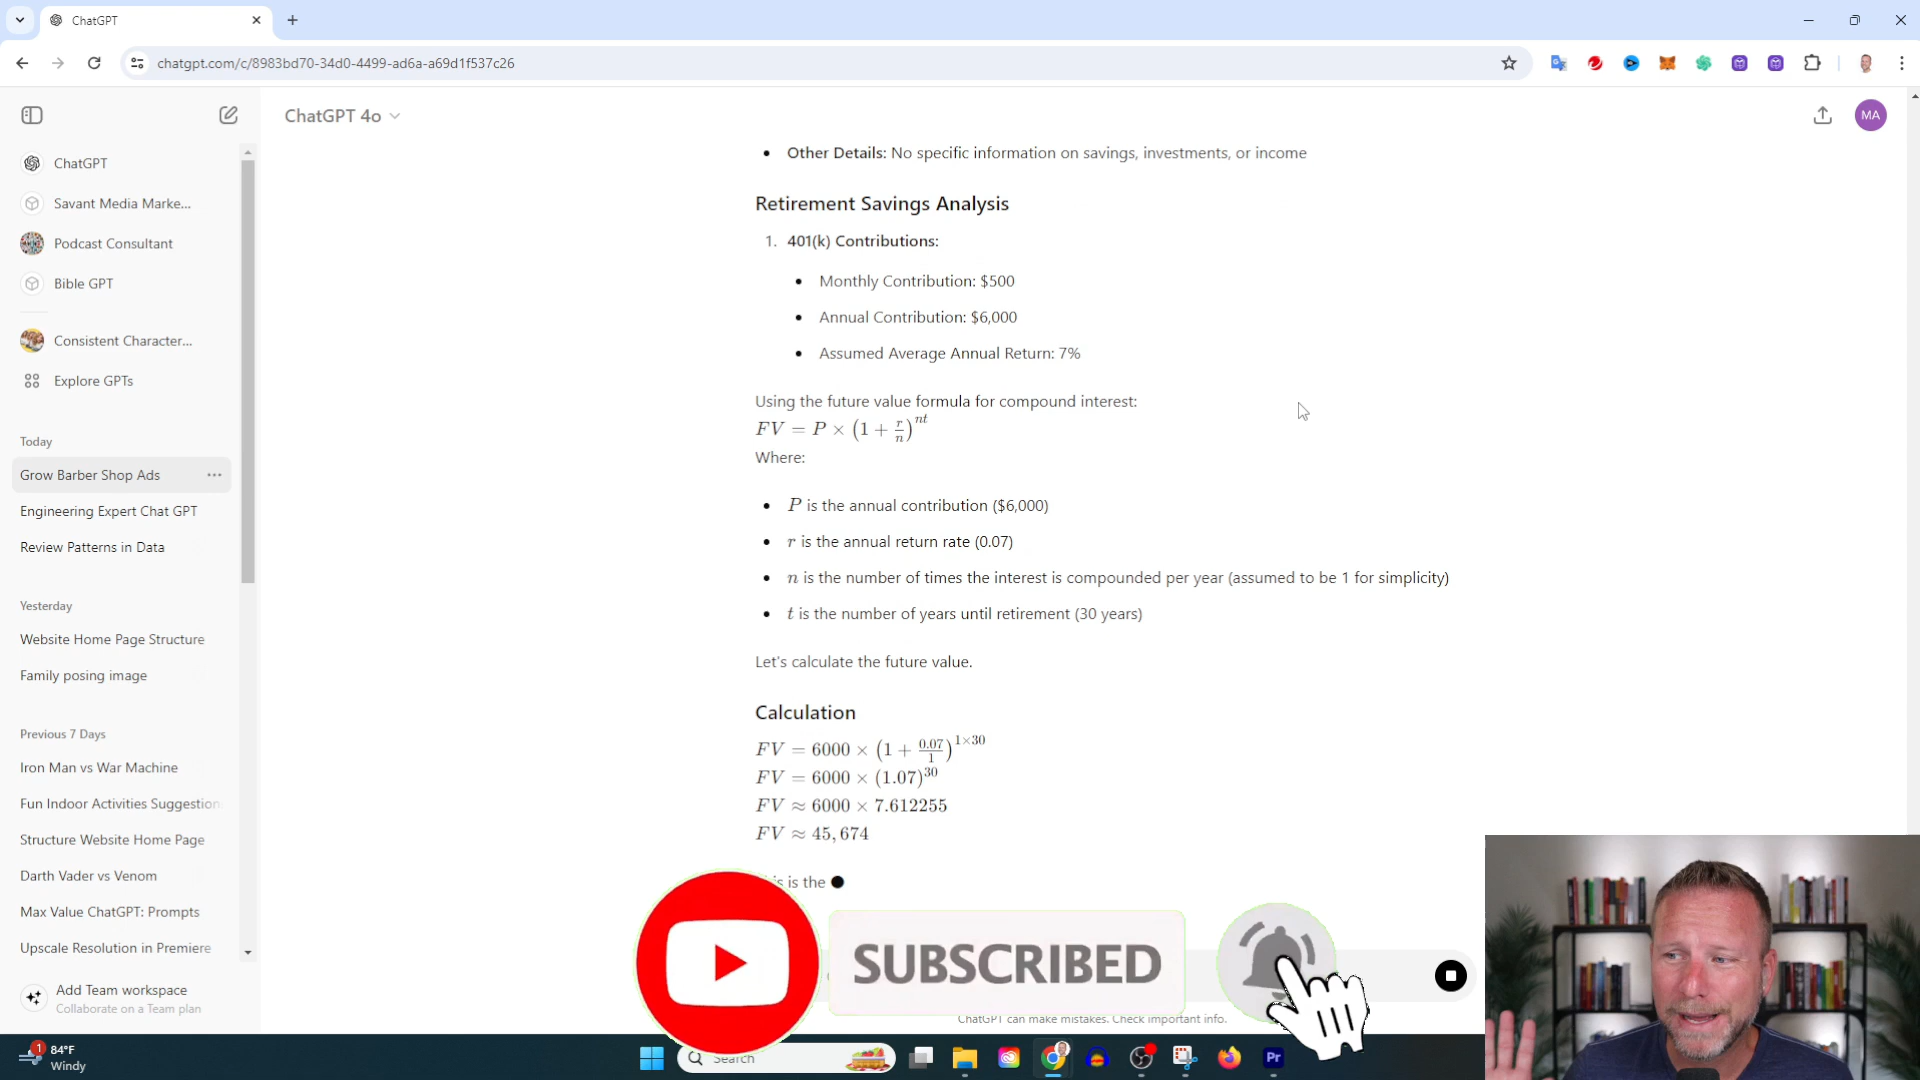 ChatGPT
chatgpt.com/c/8983bd70-34d0-4499-ad6a-a69d1f537c26
ChatGPT 4o
MA
ChatGPT
Savant Media Marke...
Podcast Consultant
Bible GPT
Consistent Character...
Explore GPTs
Today
Grow Barber Shop Ads
Engineering Expert Chat GPT
Review Patterns in Data
Yesterday
Website Home Page Structure
Family posing image
Previous 7 Days
Iron Man vs War Machine
Fun Indoor Activities Suggestion
Structure Website Home Page
Darth Vader vs Venom
Max Value ChatGPT: Prompts
Upscale Resolution in Premiere
Add Team workspace
Collaborate on a Team plan
• Other Details: No specific information on savings, investments, or income
Retirement Savings Analysis
1. 401(k) Contributions:
• Monthly Contribution: $500
• Annual Contribution: $6,000
• Assumed Average Annual Return: 7%
Using the future value formula for compound interest:
FV = P × (1 + r/n)^nt
Where:
• P is the annual contribution ($6,000)
• r is the annual return rate (0.07)
• n is the number of times the interest is compounded per year (assumed to be 1 for simplicity)
• t is the number of years until retirement (30 years)
Let's calculate the future value.
Calculation
FV = 6000 × (1 + 0.07/1)^1×30
FV = 6000 × (1.07)^30
FV ≈ 6000 × 7.612255
FV ≈ 45,674
is the
SUBSCRIBED
ChatGPT can make mistakes. Check important info.
1
84°F
Windy
Search
Pr